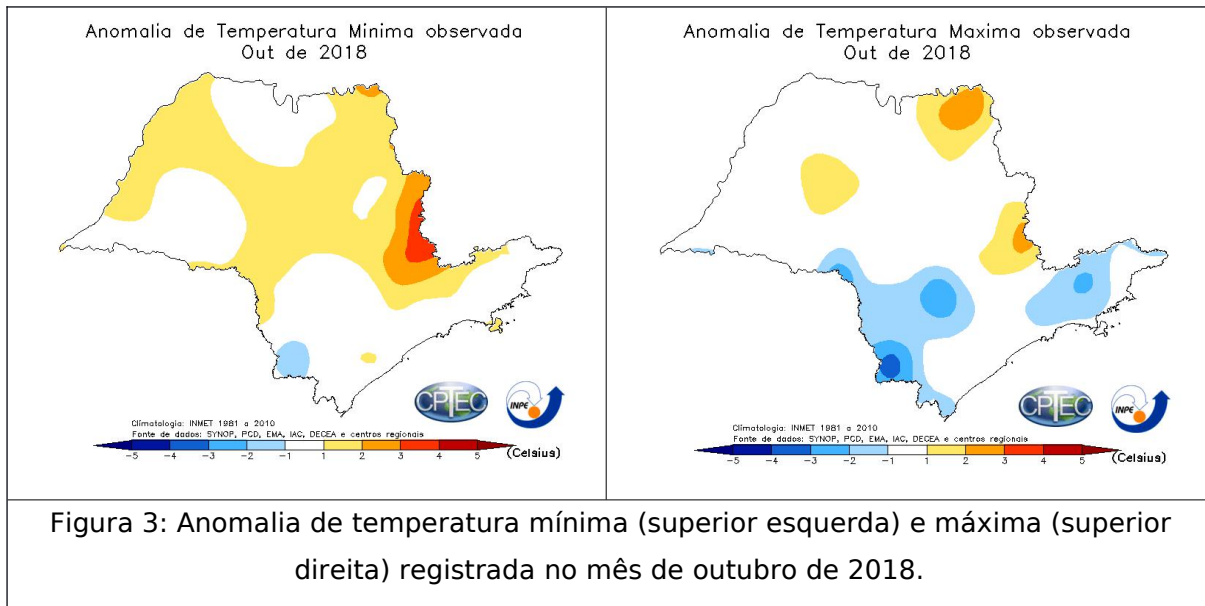 Anomalia de Temperatura Minima observada
Out de 2018
CPTEC
INPE
Climatologia: INMET 1981 a 2010
Fonte de dados: SYNOP, PCD, EMA, IAC, DECEA e centros regionais
-5 -4 -3 -2 -1 1 2 3 4 5 (Celsius)
Anomalia de Temperatura Maxima observada
Out de 2018
CPTEC
INPE
Climatologia: INMET 1981 a 2010
Fonte de dados: SYNOP, PCD, EMA, IAC, DECEA e centros regionais
-5 -4 -3 -2 -1 1 2 3 4 5 (Celsius)
Figura 3: Anomalia de temperatura mínima (superior esquerda) e máxima (superior
direita) registrada no mês de outubro de 2018.